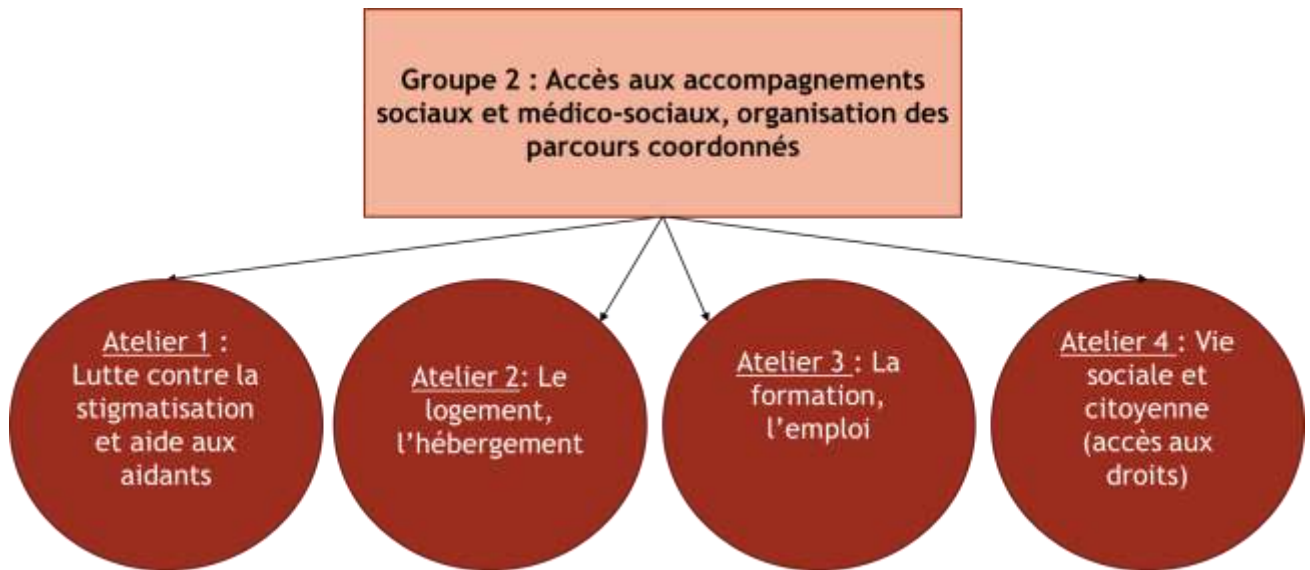 Groupe 2 : Accès aux accompagnements
sociaux et médico-sociaux, organisation des
parcours coordonnés
Atelier 1 :
Lutte contre la
stigmatisation
et aide aux
aidants
Atelier 2: Le
logement,
l'hébergement
Atelier 3 : La
formation,
l'emploi
Atelier 4 : Vie
sociale et
citoyenne
(accès aux
droits)